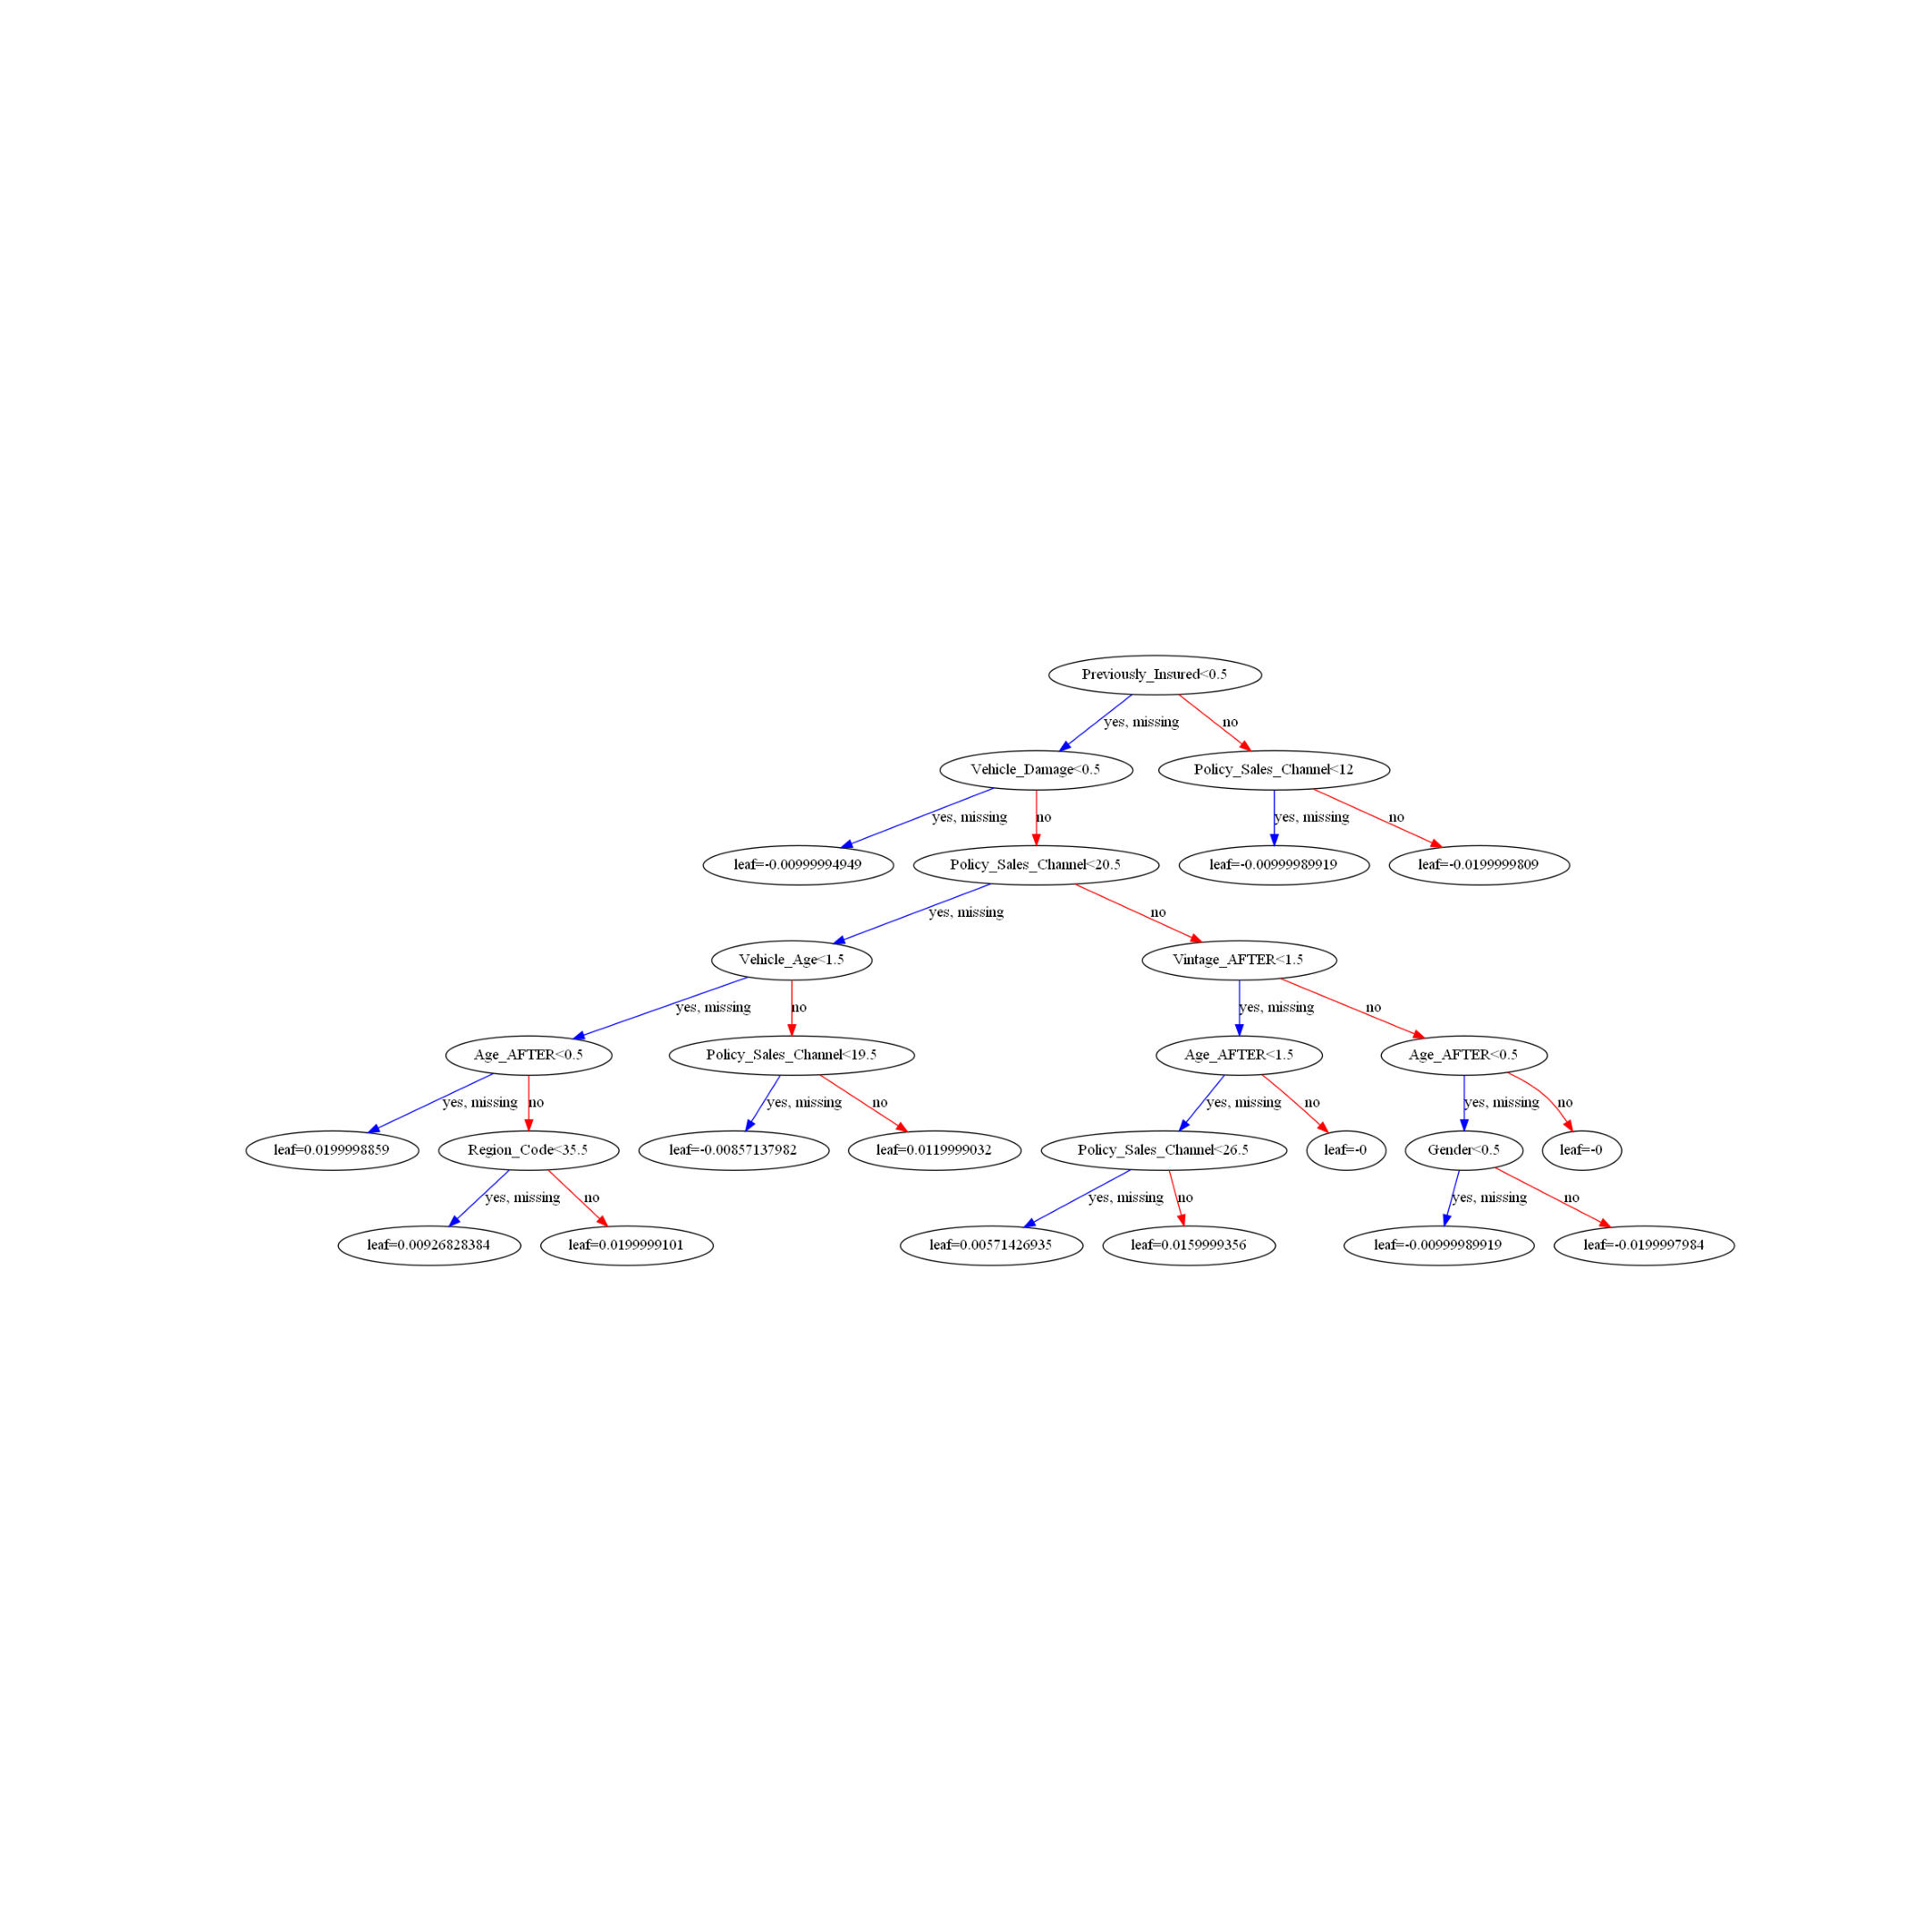 Previously_Insured<0.5
yes, missing
no
Vehicle_Damage<0.5
Policy_Sales_Channel<12
yes, missing
no
yes, missing
no
leaf=-0.00999994949
Policy_Sales_Channel<20.5
leaf=-0.00999989919
leaf=-0.0199999809
yes, missing
no
Vehicle_Age<1.5
Vintage_AFTER<1.5
yes, missing
no
yes, missing
no
Age_AFTER<0.5
Policy_Sales_Channel<19.5
Age_AFTER<1.5
Age_AFTER<0.5
yes, missing
no
yes, missing
no
yes, missing
no
yes, missing
no
leaf=0.0199998859
Region_Code<35.5
leaf=-0.00857137982
leaf=0.0119999032
Policy_Sales_Channel<26.5
leaf=-0
Gender<0.5
leaf=-0
yes, missing
no
yes, missing
no
yes, missing
no
leaf=0.00926828384
leaf=0.0199999101
leaf=0.00571426935
leaf=0.0159999356
leaf=-0.00999989919
leaf=-0.0199997984